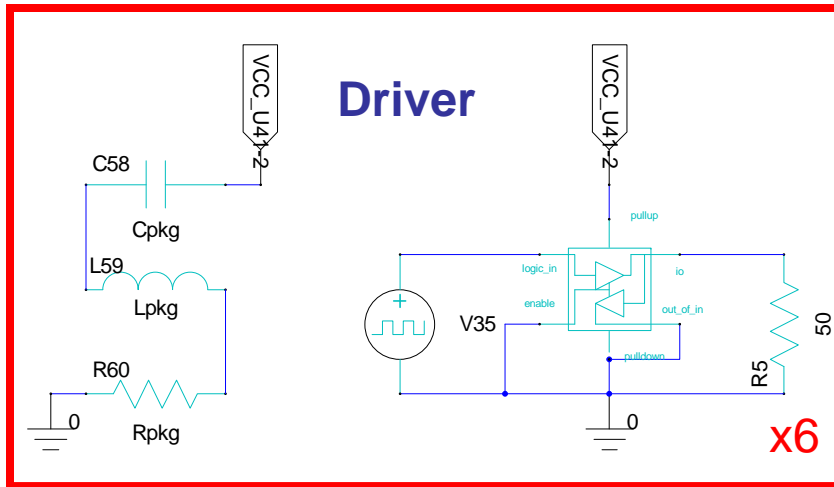 VCC_U41-2
Driver
VCC_U41-2
C58
Cpkg
pullup
L59
Lpkg
logic_in
io
enable
out_of_in
V35
50
R5
pulldown
R60
Rpkg
0
0
x6